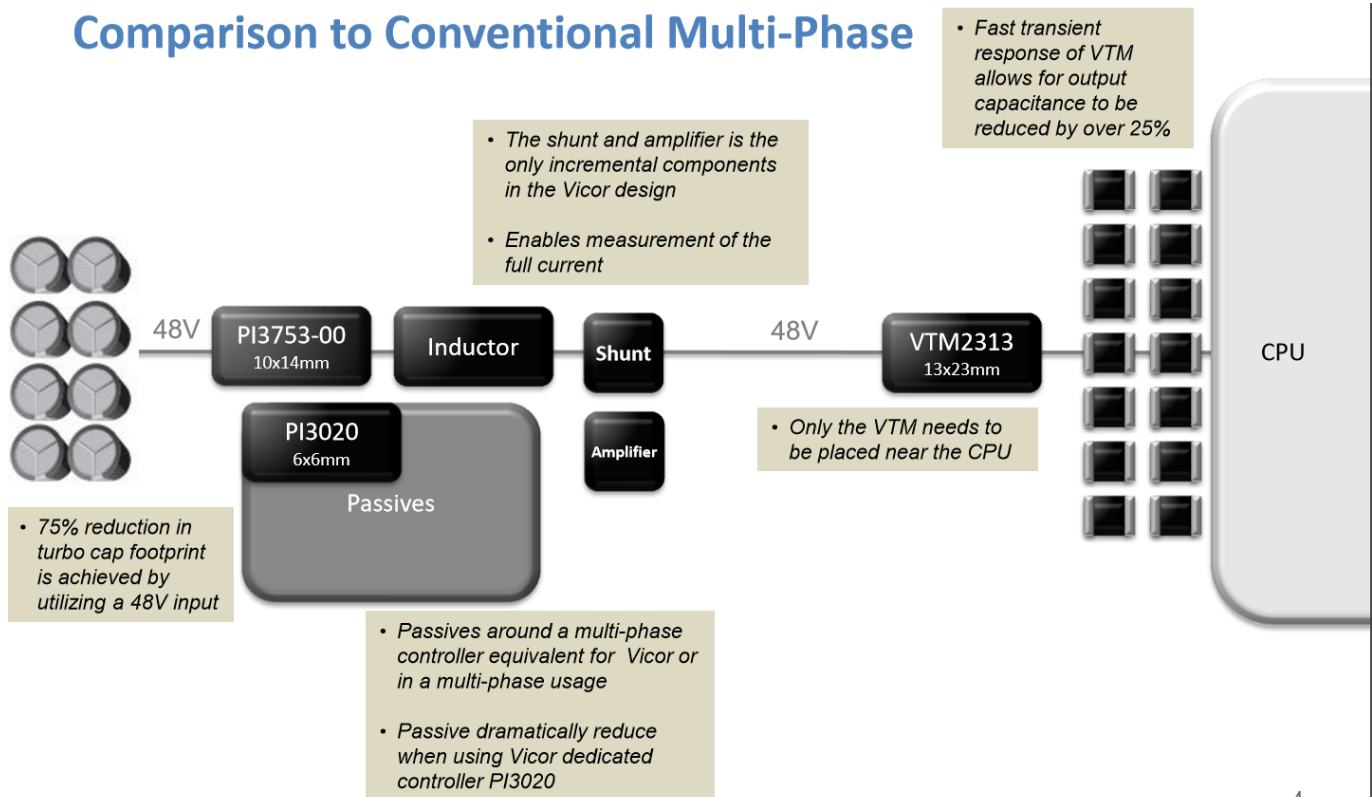 Comparison to Conventional Multi-Phase
• Fast transient
response of VTM
allows for output
capacitance to be
reduced by over 25%
• The shunt and amplifier is the
only incremental components
in the Vicor design
• Enables measurement of the
full current
48V
PI3753-00
10x14mm
Inductor
Shunt
48V
VTM2313
13x23mm
CPU
PI3020
6x6mm
Passives
Amplifier
• Only the VTM needs to
be placed near the CPU
• 75% reduction in
turbo cap footprint
is achieved by
utilizing a 48V input
• Passives around a multi-phase
controller equivalent for Vicor or
in a multi-phase usage
• Passive dramatically reduce
when using Vicor dedicated
controller PI3020